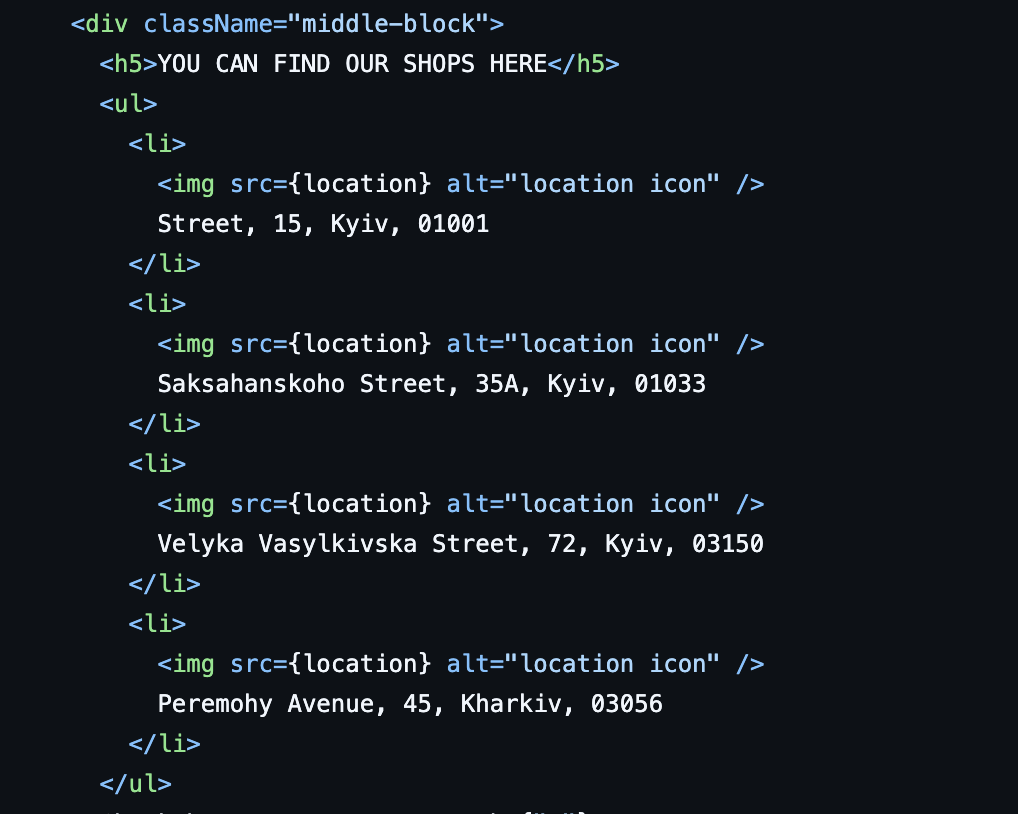 <div className="middle-block">
<h5>YOU CAN FIND OUR SHOPS HERE</h5>
<ul>
<li>
<img src={location} alt="location icon" />
Street, 15, Kyiv, 01001
</li>
<li>
<img src={location} alt="location icon" />
Saksahanskoho Street, 35A, Kyiv, 01033
</li>
<li>
<img src={location} alt="location icon" />
Velyka Vasylkivska Street, 72, Kyiv, 03150
</li>
<li>
<img src={location} alt="location icon" />
Peremohy Avenue, 45, Kharkiv, 03056
</li>
</ul>